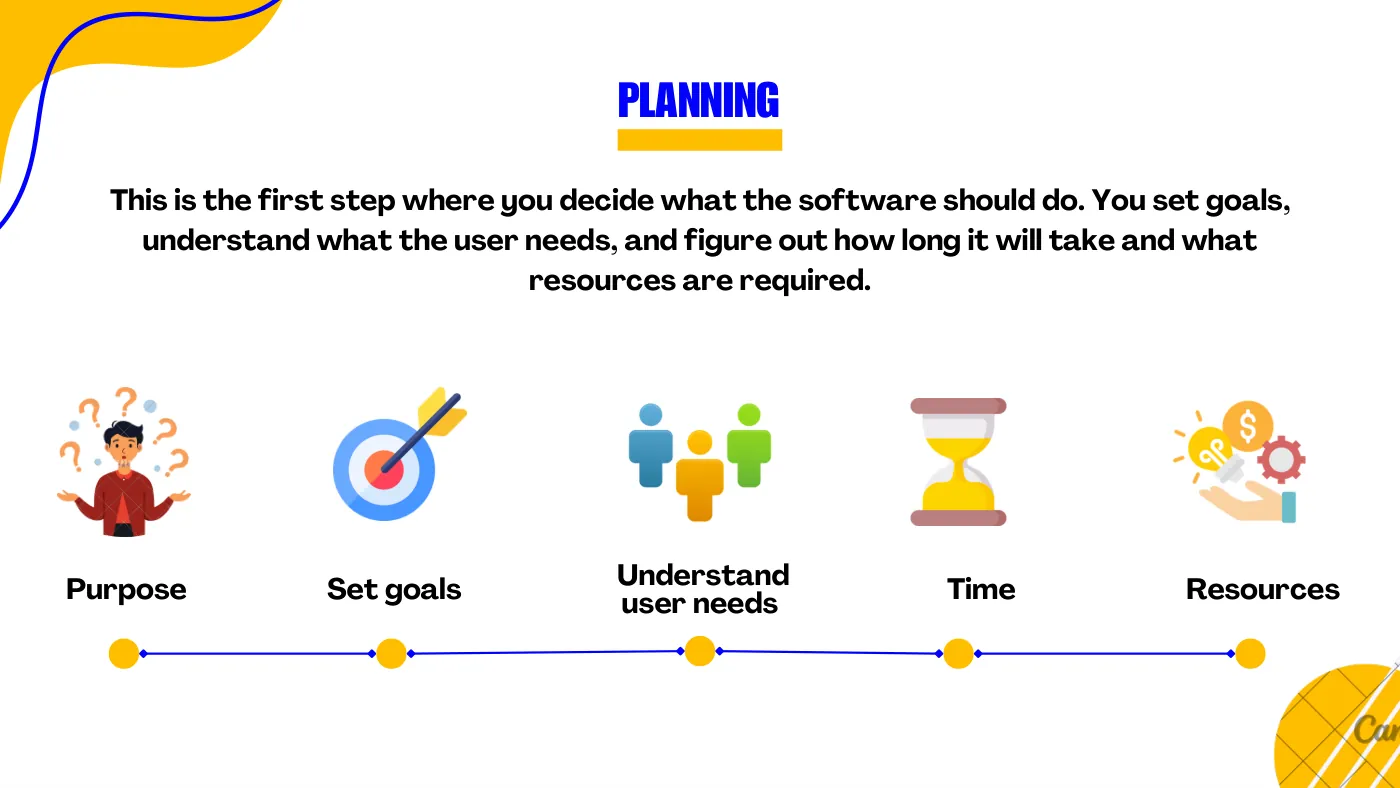 PLANNING
This is the first step where you decide what the software should do. You set goals,
understand what the user needs, and figure out how long it will take and what
resources are required.
Purpose
Set goals
Understand
user needs
Time
Resources